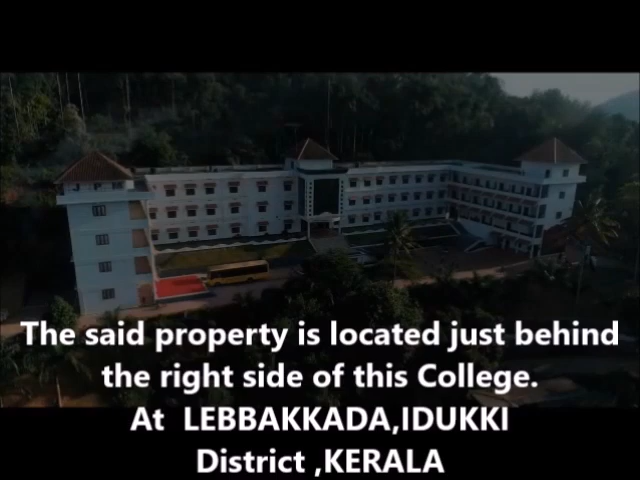 The said property is located just behind
the right side of this College.
At  LEBBAKKADA,IDUKKI
District ,KERALA